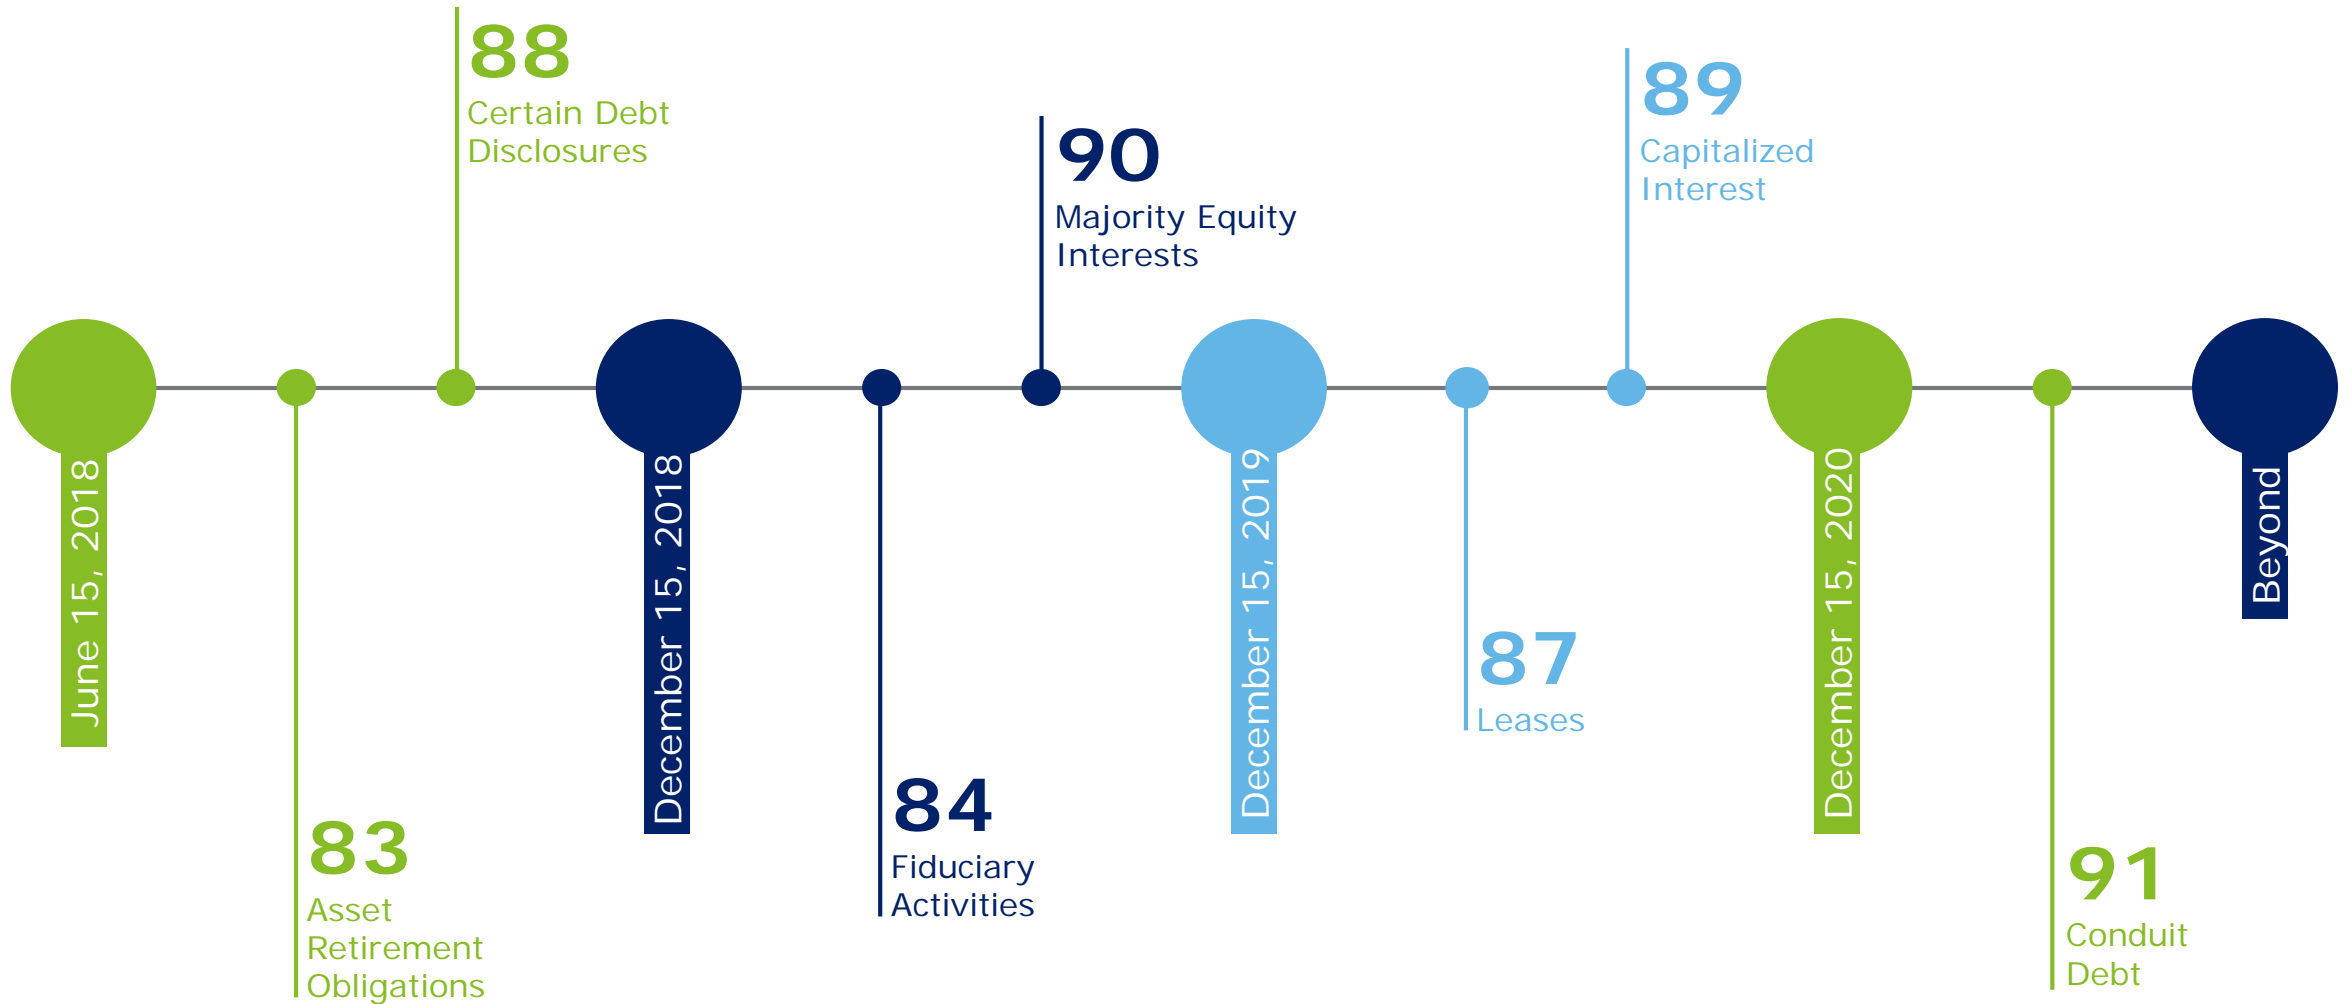 June 15, 2018
83
Asset
Retirement
Obligations
88
Certain Debt
Disclosures
December 15, 2018
84
Fiduciary
Activities
90
Majority Equity
Interests
December 15, 2019
87
Leases
89
Capitalized
Interest
December 15, 2020
91
Conduit
Debt
Beyond